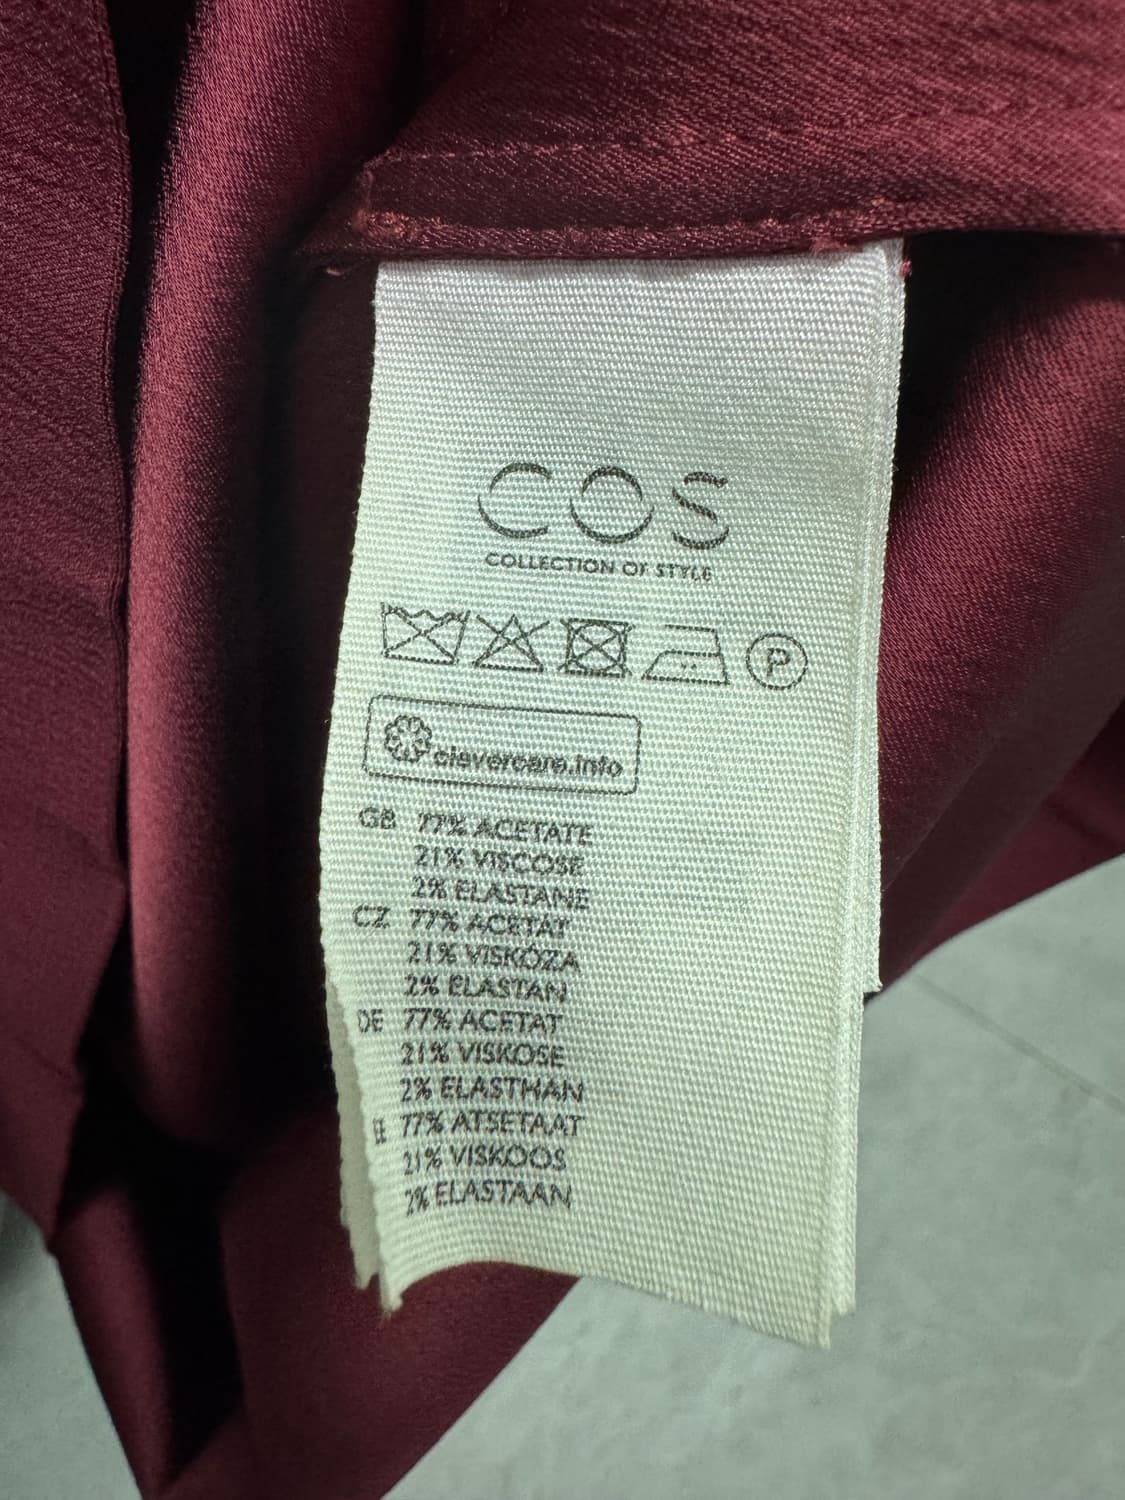 COS
COLLECTION OF STYLE
P
clevercare.info
GB 77% ACETATE
21% VISCOSE
2% ELASTANE
CZ 77% ACETAT
21% VISKÓZA
2% ELASTAN
DE 77% ACETAT
21% VISKOSE
2% ELASTHAN
EE 77% ATSETAAT
21% VISKOOS
2% ELASTAAN